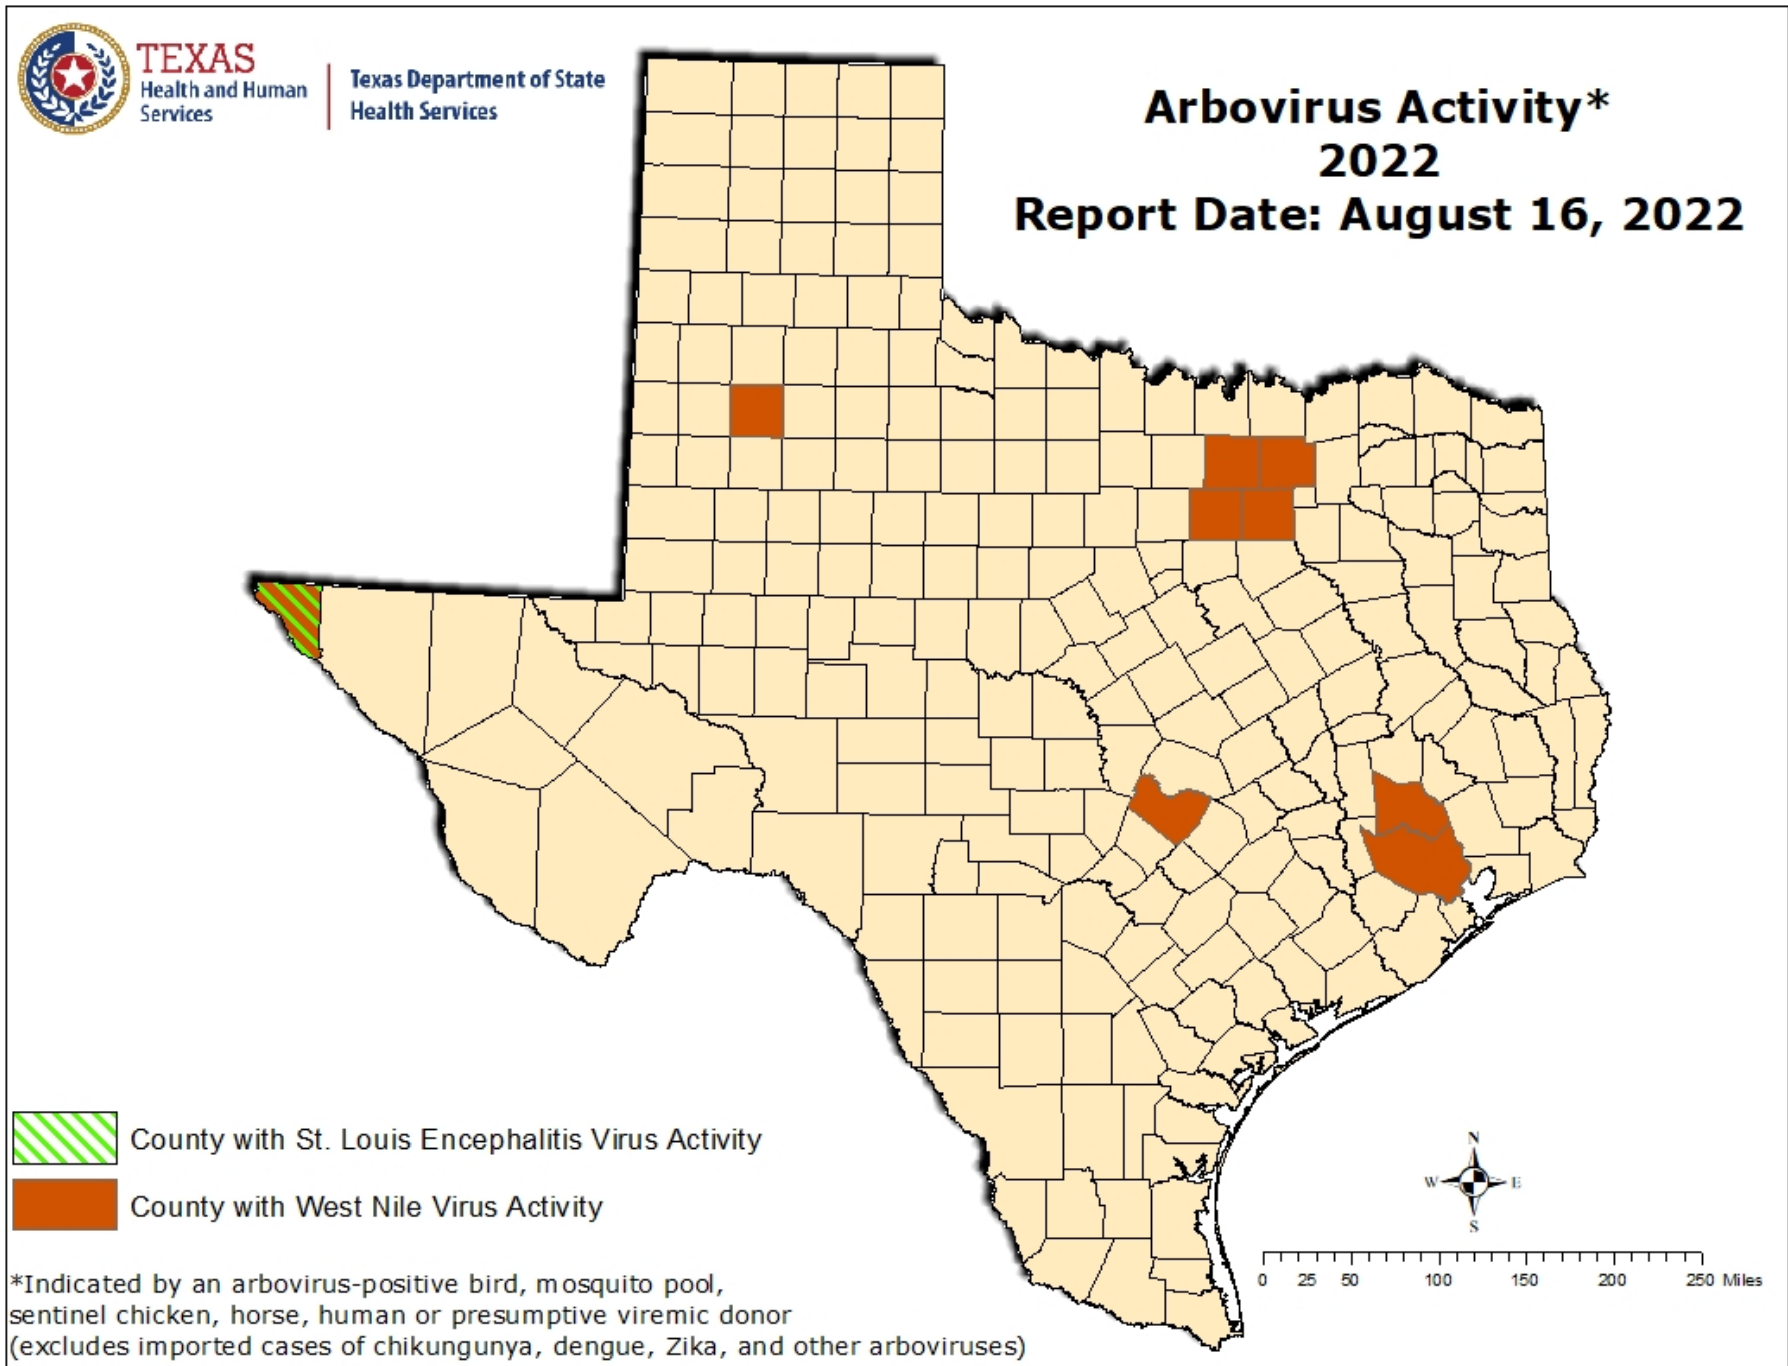 TEXAS
Health and Human
Services
Texas Department of State
Health Services
Arbovirus Activity*
2022
Report Date: August 16, 2022
County with St. Louis Encephalitis Virus Activity
County with West Nile Virus Activity
*Indicated by an arbovirus-positive bird, mosquito pool,
sentinel chicken, horse, human or presumptive viremic donor
(excludes imported cases of chikungunya, dengue, Zika, and other arboviruses)
N
W E
S
0 25 50 100 150 200 250 Miles